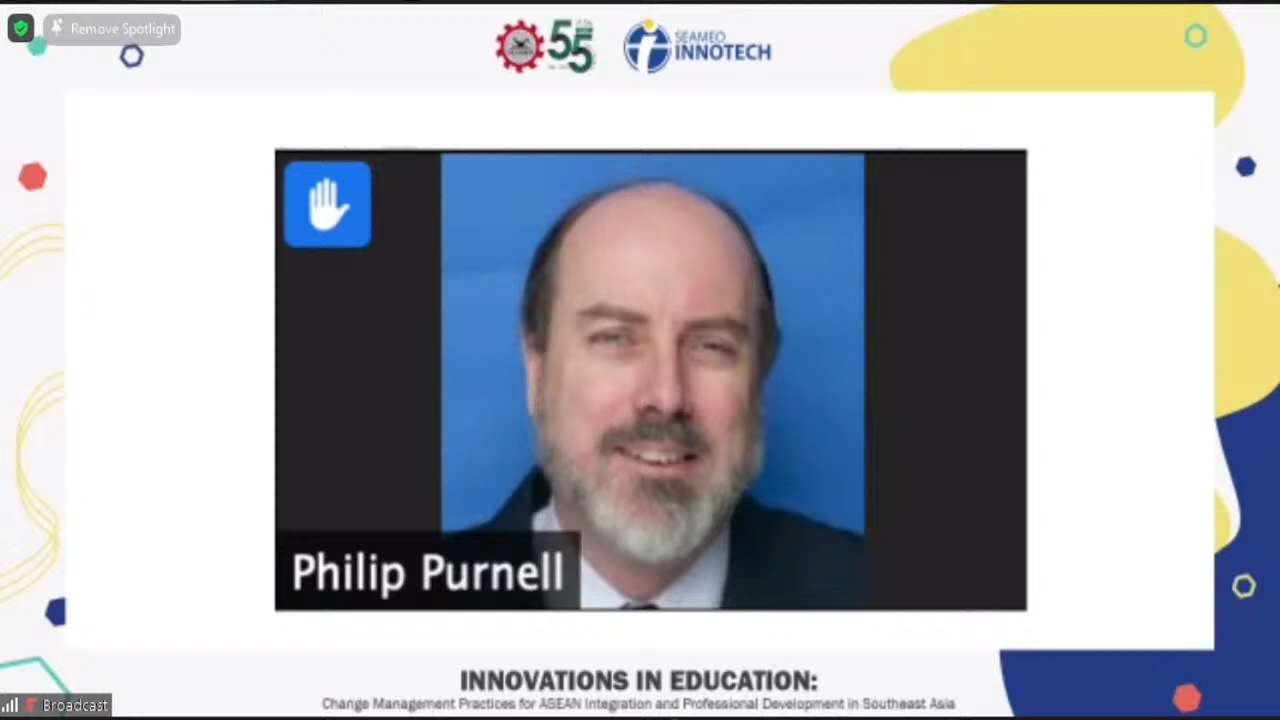 Remove Spotlight
55
SEAMEO
INNOTECH
Philip Purnell
INNOVATIONS IN EDUCATION:
Change Management Practices for ASEAN Integration and Professional Development in Southeast Asia
Broadcast